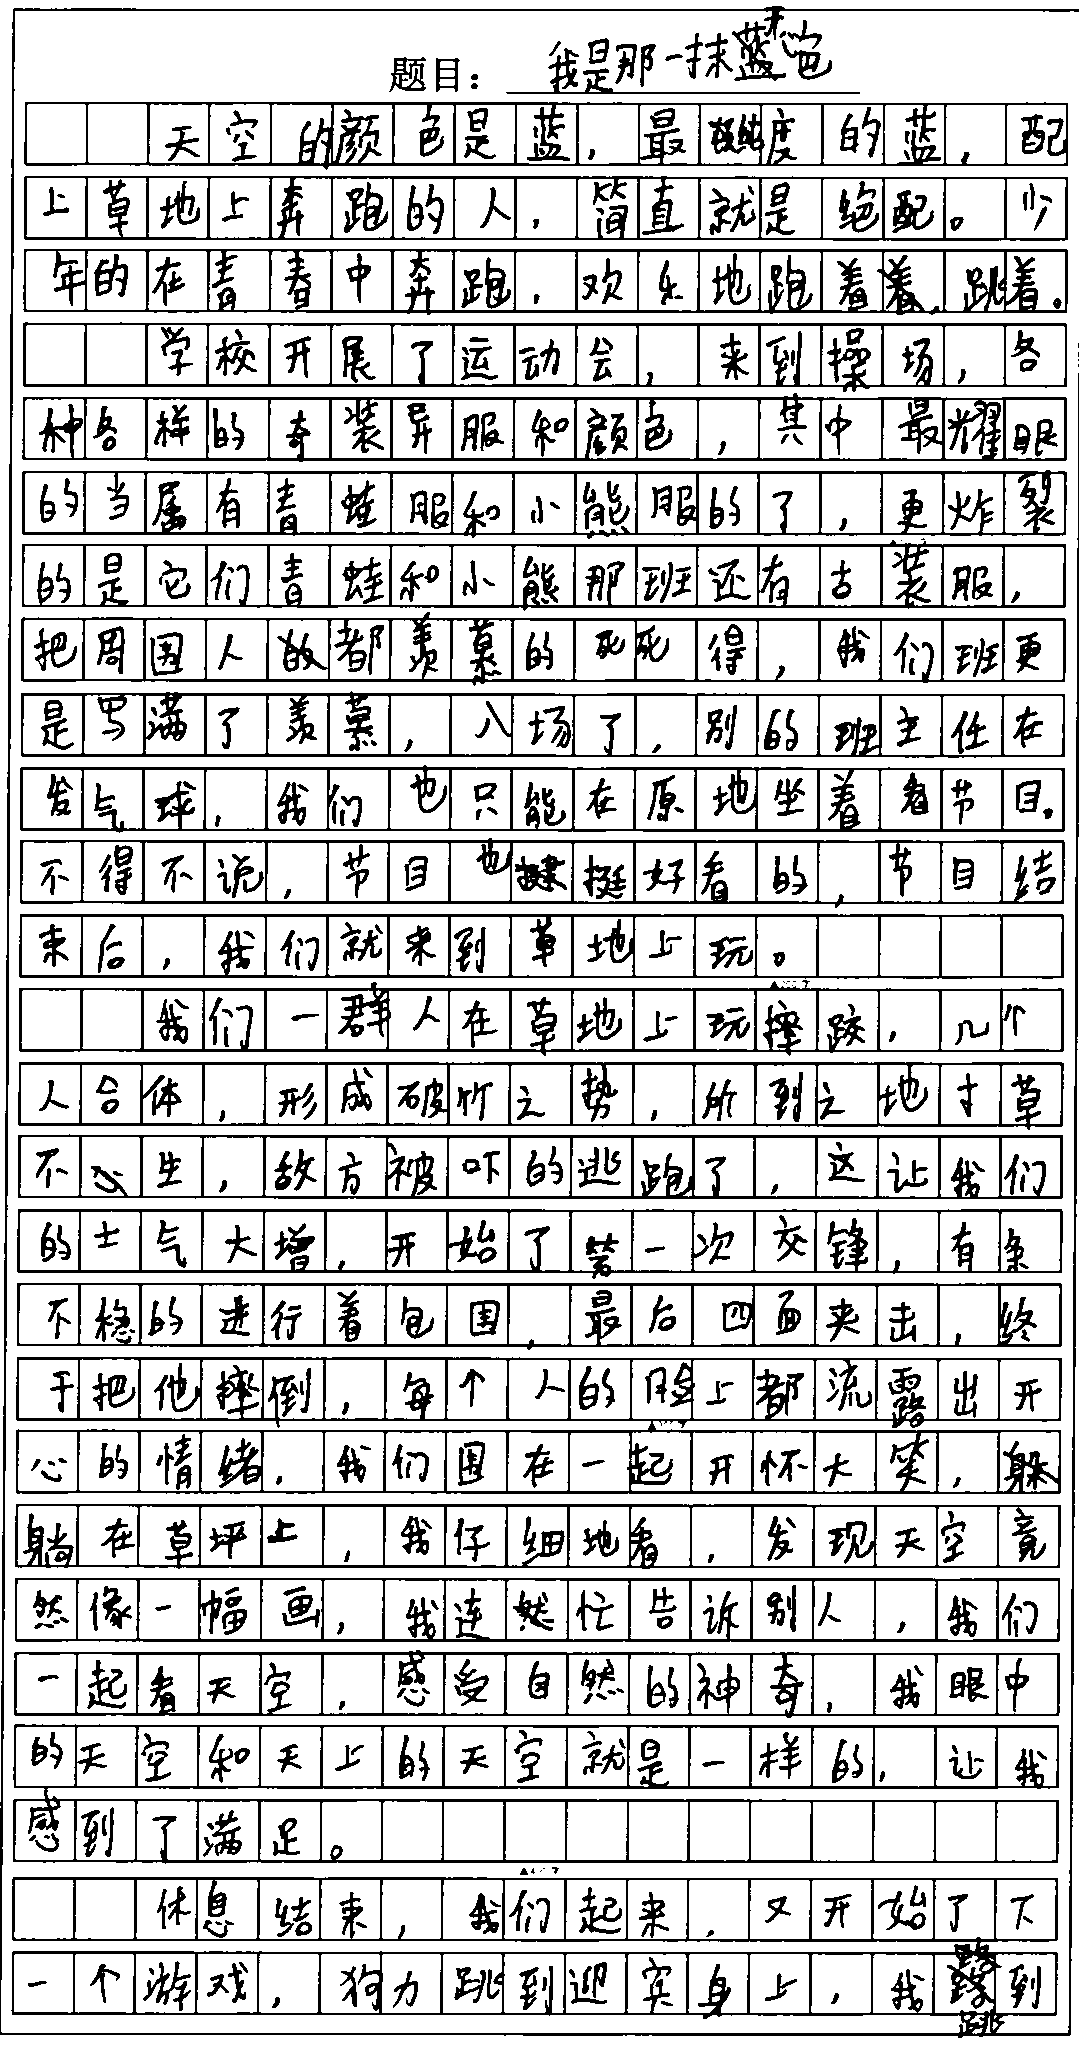 题目：我是那一抹蓝色
天空的颜色是蓝，最纯度的蓝，配
上草地上奔跑的人，简直就是绝配。少
年的在青春中奔跑，欢乐地跑着着，跳着。
学校开展了运动会，来到操场，各
种各样的奇装异服和颜色，其中最耀眼
的当属有青蛙服和小熊服的了，更炸裂
的是它们青蛙和小熊那班还有古装服，
把周围人都羡慕的死死得，我们班更
是写满了羡慕，入场了，别的班主任在
发气球，我们也只能在原地坐着看节目。
不得不说，节目也挺好看的，节目结
束后，我们就来到草地上玩。
我们一群人在草地上玩摔跤，几个
人合体，形成破竹之势，所到之地寸草
不生，敌方被吓的逃跑了，这让我们
的士气大增，开始了第一次交锋，有条
不稳的进行着包围，最后四面夹击，终
于把他摔倒，每个人的脸上都流露出开
心的情绪，我们围在一起开怀大笑，躲
躺在草坪上，我仔细地看，发现天空竟
然像一幅画，我连忙告诉别人，我们
一起看天空，感受自然的神奇，我眼中
的天空和天上的天空就是一样的，让我
感到了满足。
休息结束，我们起来，又开始了下
一个游戏，狗力跳到迎宾身上，我跳到